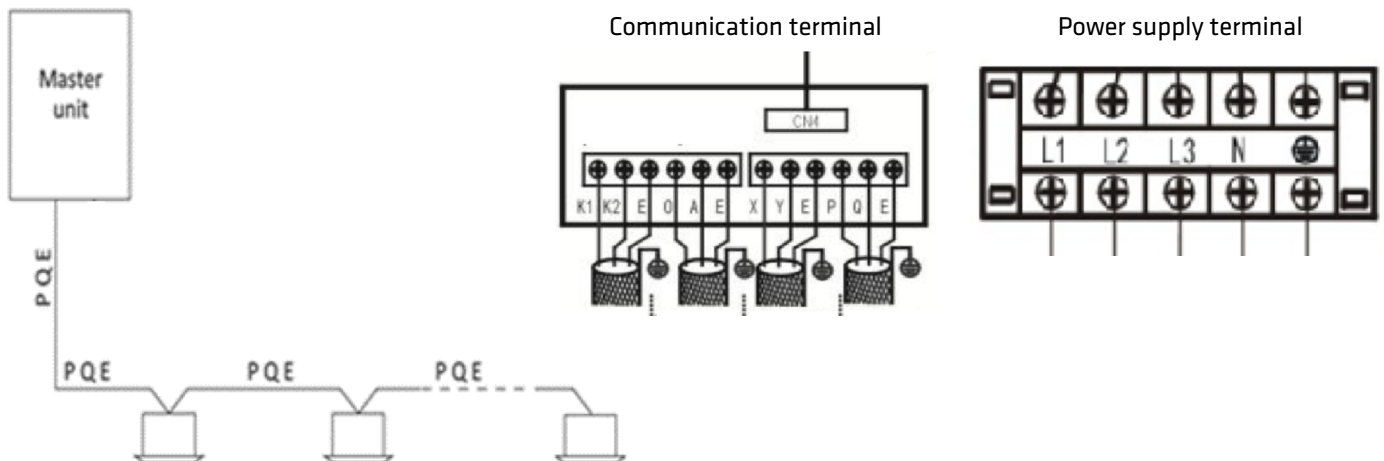 Communication terminal
Power supply terminal
Master
unit
CN4
L1 L2 L3 N
K1 K2 E O A E X Y E P Q E
PQE
PQE PQE PQE